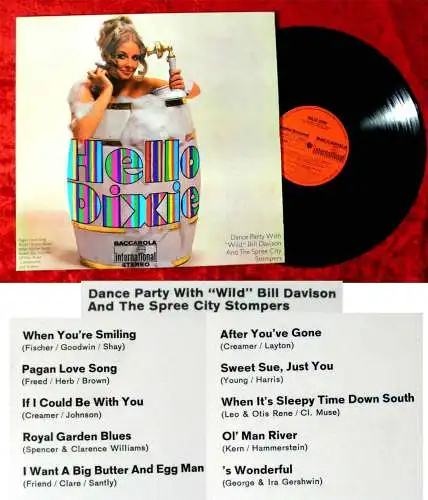 Hello
Dixie
BACCAROLA
international
STEREO
Dance Party With
"Wild" Bill Davison
And The Spree City
Stompers
BACCAROLA
international
Dance Party With "Wild" Bill Davison
And The Spree City Stompers
When You're Smiling
(Fischer / Goodwin / Shay)
Pagan Love Song
(Freed / Herb / Brown)
If I Could Be With You
(Creamer / Johnson)
Royal Garden Blues
(Spencer & Clarence Williams)
I Want A Big Butter And Egg Man
(Friend / Clare / Santly)
After You've Gone
(Creamer / Layton)
Sweet Sue, Just You
(Young / Harris)
When It's Sleepy Time Down South
(Leo & Otis Rene / Cl. Muse)
Ol' Man River
(Kern / Hammerstein)
's Wonderful
(George & Ira Gershwin)